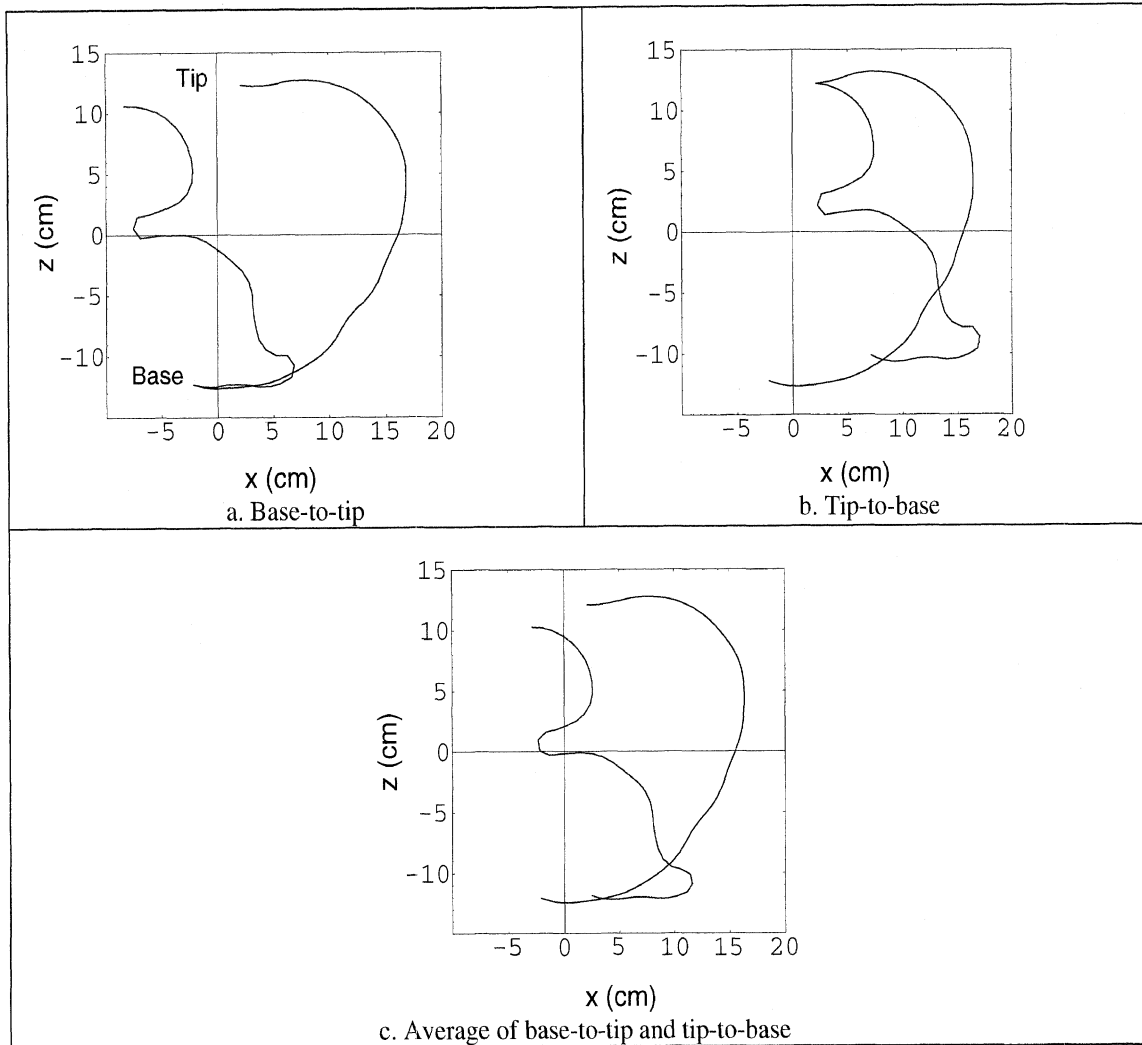 15
Tip
10
5
0
-5
-10
Base
z (cm)
-5 0 5 10 15 20
x (cm)
a. Base-to-tip
15
10
5
0
-5
-10
z (cm)
-5 0 5 10 15 20
x (cm)
b. Tip-to-base
15
10
5
0
-5
-10
z (cm)
-5 0 5 10 15 20
x (cm)
c. Average of base-to-tip and tip-to-base